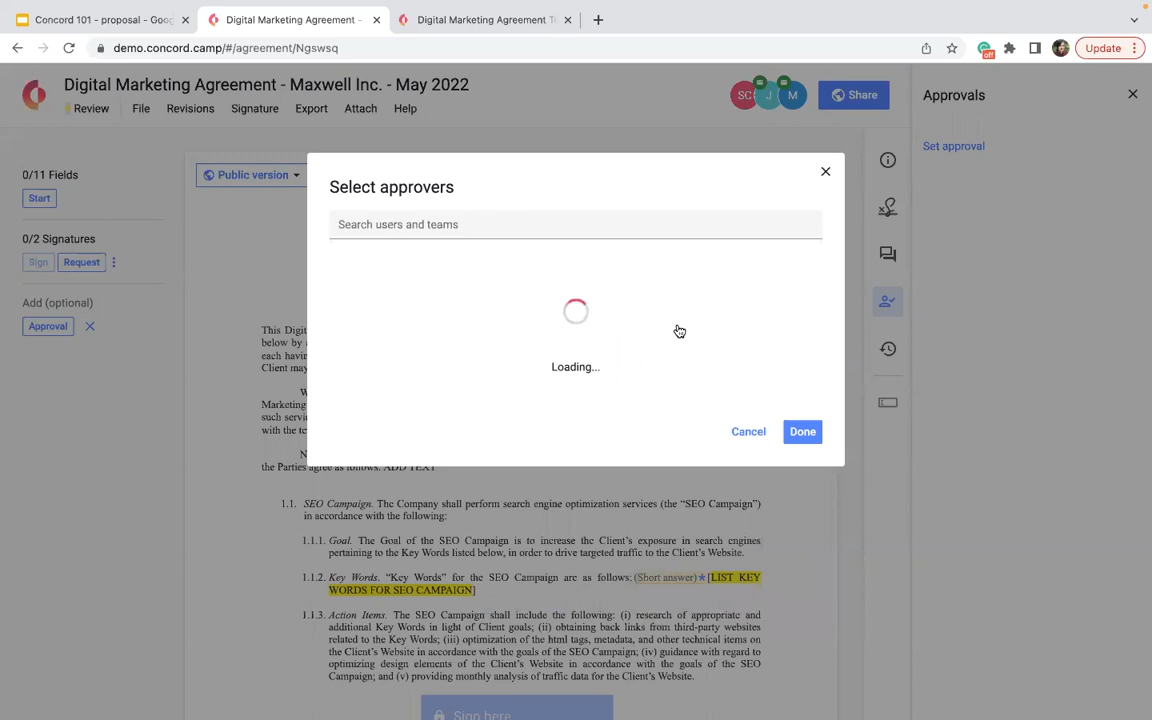 Concord 101 - proposal - Goog
Digital Marketing Agreement -
Digital Marketing Agreement Te
demo.concord.camp/#/agreement/Ngswsq
off
Update
Digital Marketing Agreement - Maxwell Inc. - May 2022
Review File Revisions Signature Export Attach Help
SC J M
Share
Approvals
Set approval
0/11 Fields
Start
0/2 Signatures
Sign Request
Add (optional)
Approval
Public version
Select approvers
Search users and teams
Loading...
Cancel Done
This Digit
below by
each havin
Client may
W
Marketing
such servic
with the te
N
the Parties agree as follows. ADD TEXT
1.1. SEO Campaign. The Company shall perform search engine optimization services (the “SEO Campaign”)
in accordance with the following:
1.1.1. Goal. The Goal of the SEO Campaign is to increase the Client’s exposure in search engines
pertaining to the Key Words listed below, in order to drive targeted traffic to the Client’s Website.
1.1.2. Key Words. “Key Words” for the SEO Campaign are as follows: (Short answer)* [LIST KEY
WORDS FOR SEO CAMPAIGN]
1.1.3. Action Items. The SEO Campaign shall include the following: (i) research of appropriate and
additional Key Words in light of Client goals; (ii) obtaining back links from third-party websites
related to the Key Words; (iii) optimization of the html tags, metadata, and other technical items on
the Client’s Website in accordance with the goals of the SEO Campaign; (iv) guidance with regard to
optimizing design elements of the Client’s Website in accordance with the goals of the SEO
Campaign; and (v) providing monthly analysis of traffic data for the Client’s Website.
Sign here